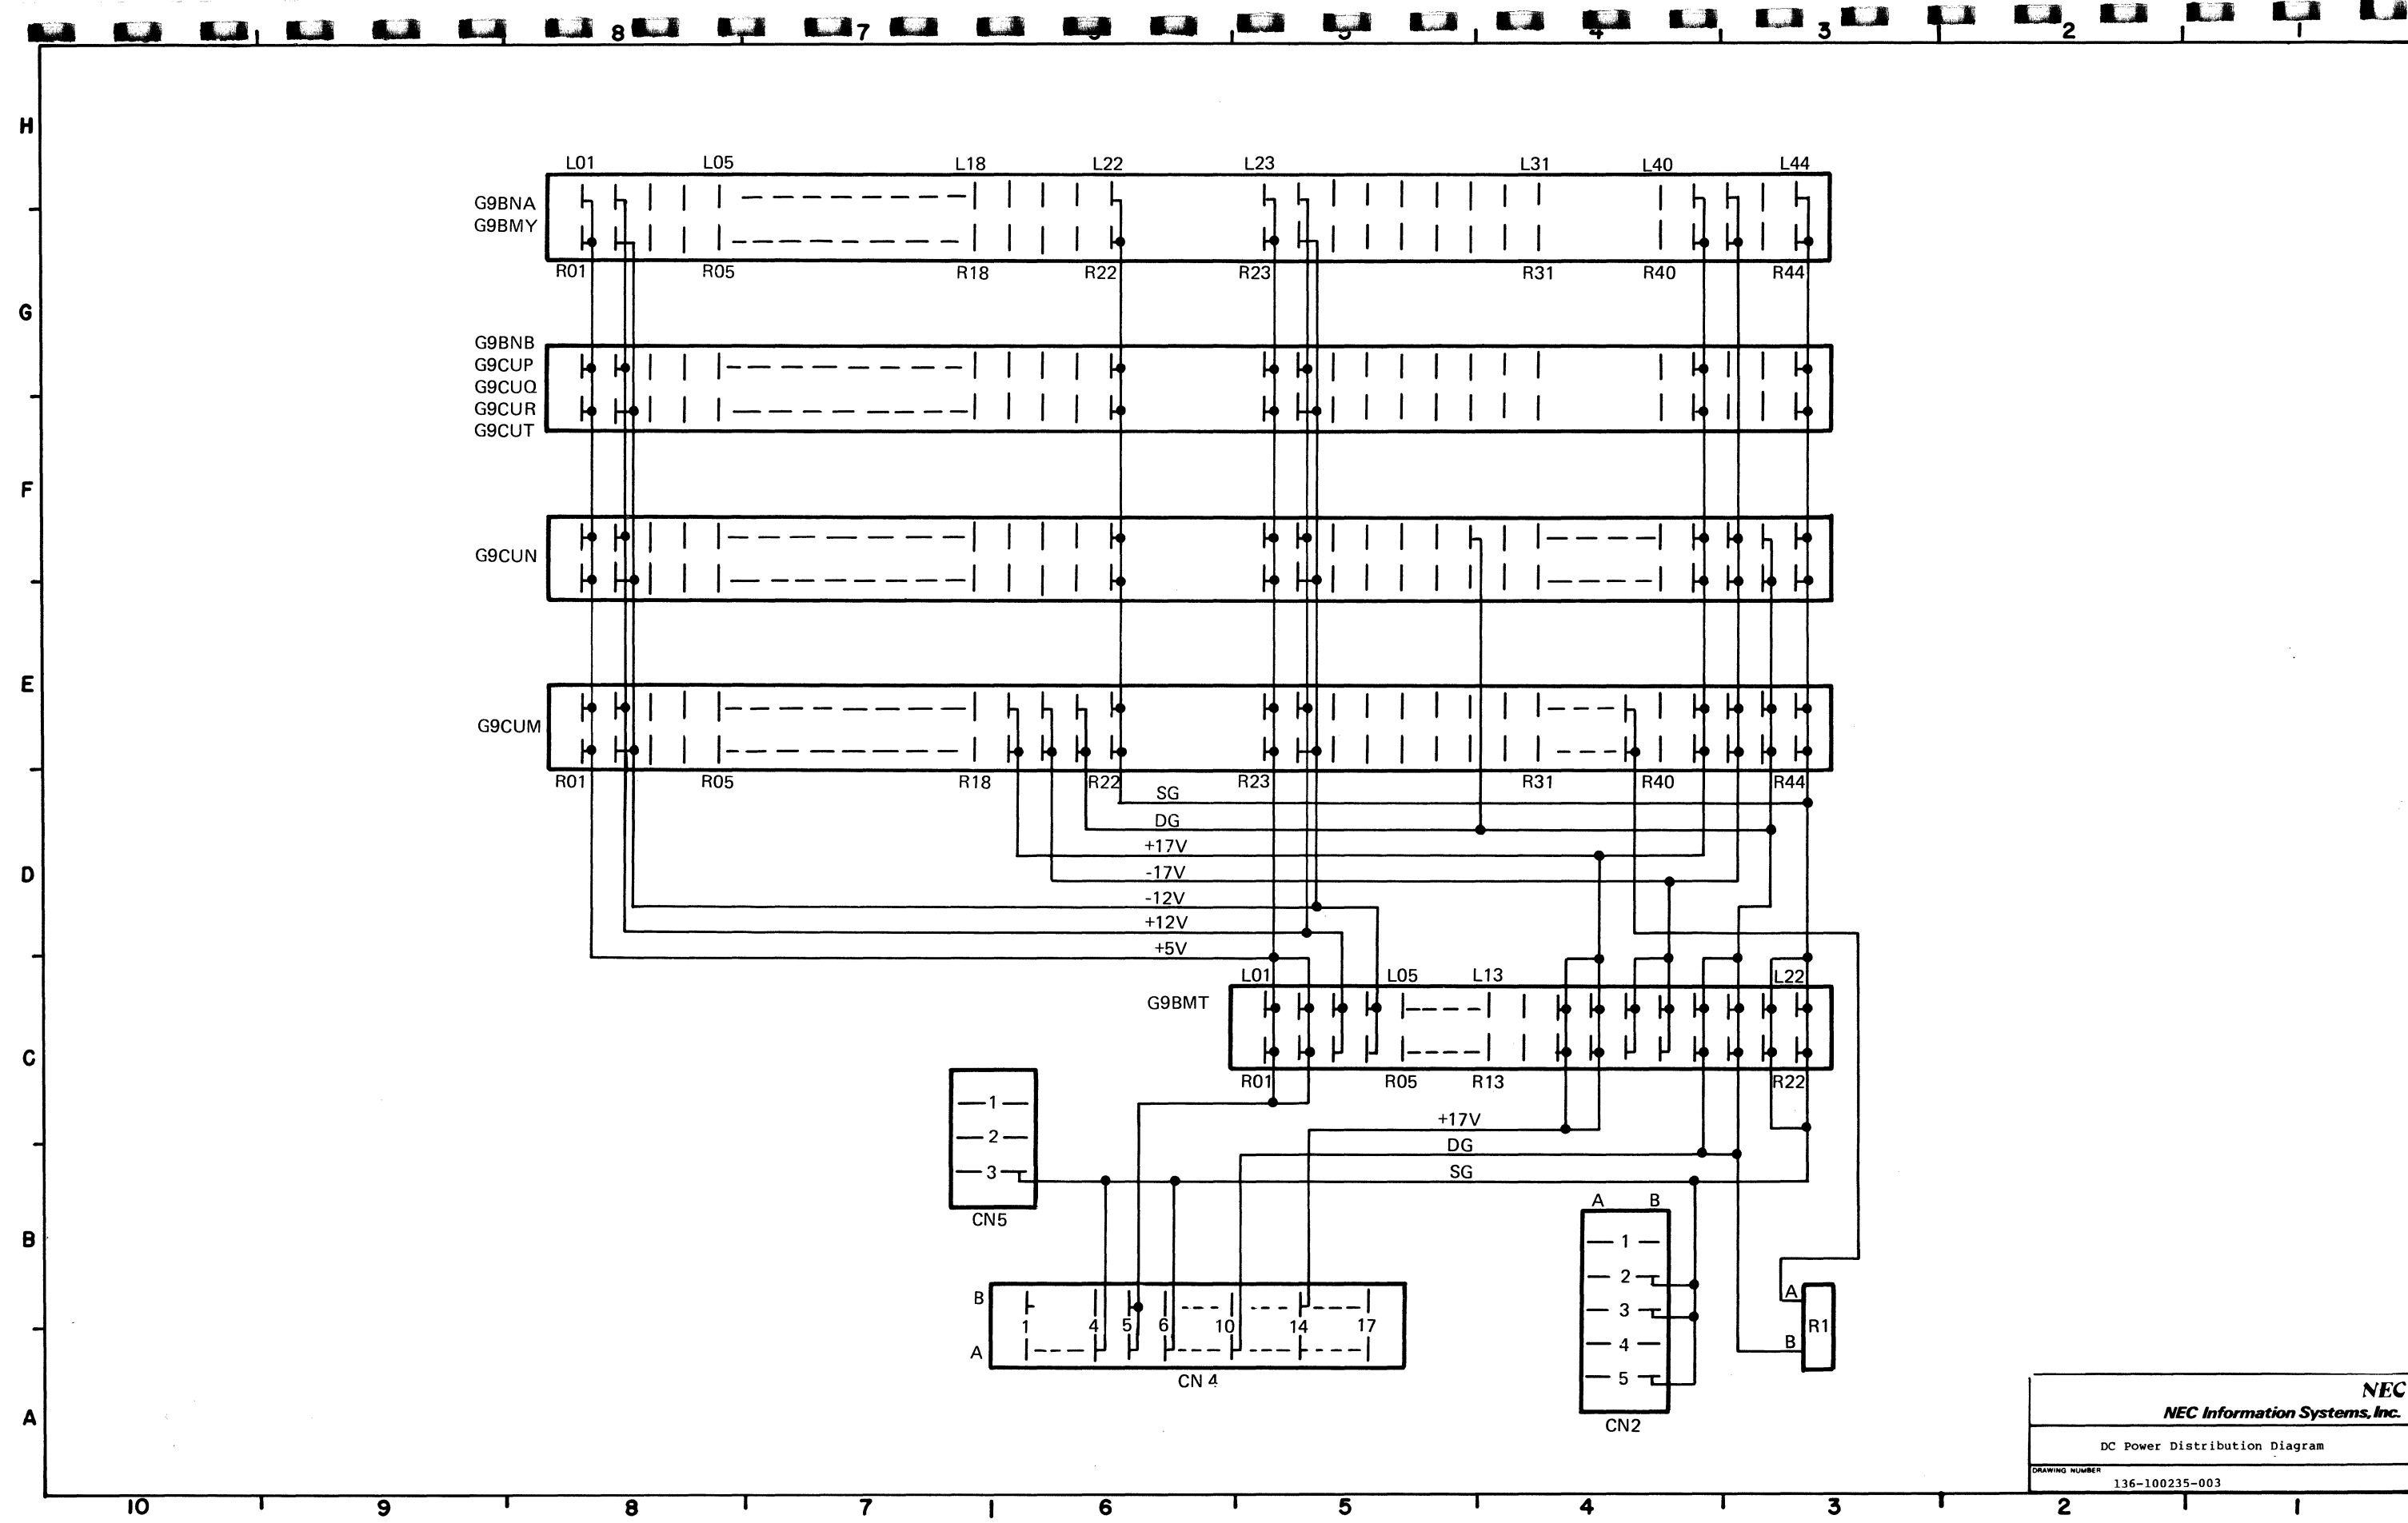 8 7 5 4 3 2
H
L01 L05 L18 L22 L23 L31 L40 L44
G9BNA
G9BMY
R01 R05 R18 R22 R23 R31 R40 R44
G
G9BNB
G9CUP
G9CUQ
G9CUR
G9CUT
F
G9CUN
E
G9CUM
R01 R05 R18 R22 R23 R31 R40 R44
SG
DG
+17V
D
-17V
-12V
+12V
+5V
L01 L05 L13 L22
G9BMT
C
R01 R05 R13 R22
1
2
3
CN5
+17V
DG
SG
A B
1
2
3
4
5
CN2
B
B
1 4 5 6 10 14 17
A
CN 4
A
R1
B
A
NEC
NEC Information Systems, Inc.
DC Power Distribution Diagram
DRAWING NUMBER
136-100235-003
10 9 8 7 6 5 4 3 2 1